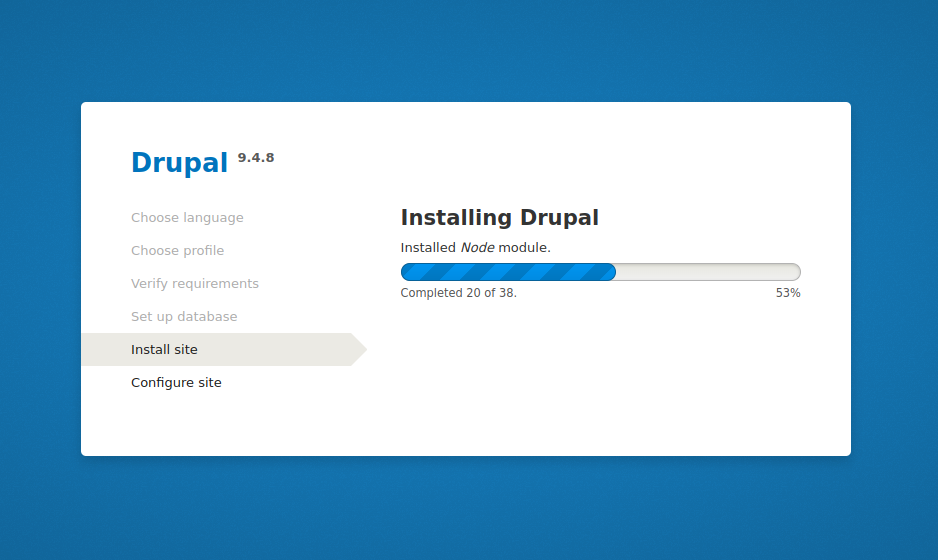 Drupal 9.4.8
Choose language
Choose profile
Verify requirements
Set up database
Install site
Configure site
Installing Drupal
Installed Node module.
Completed 20 of 38. 53%